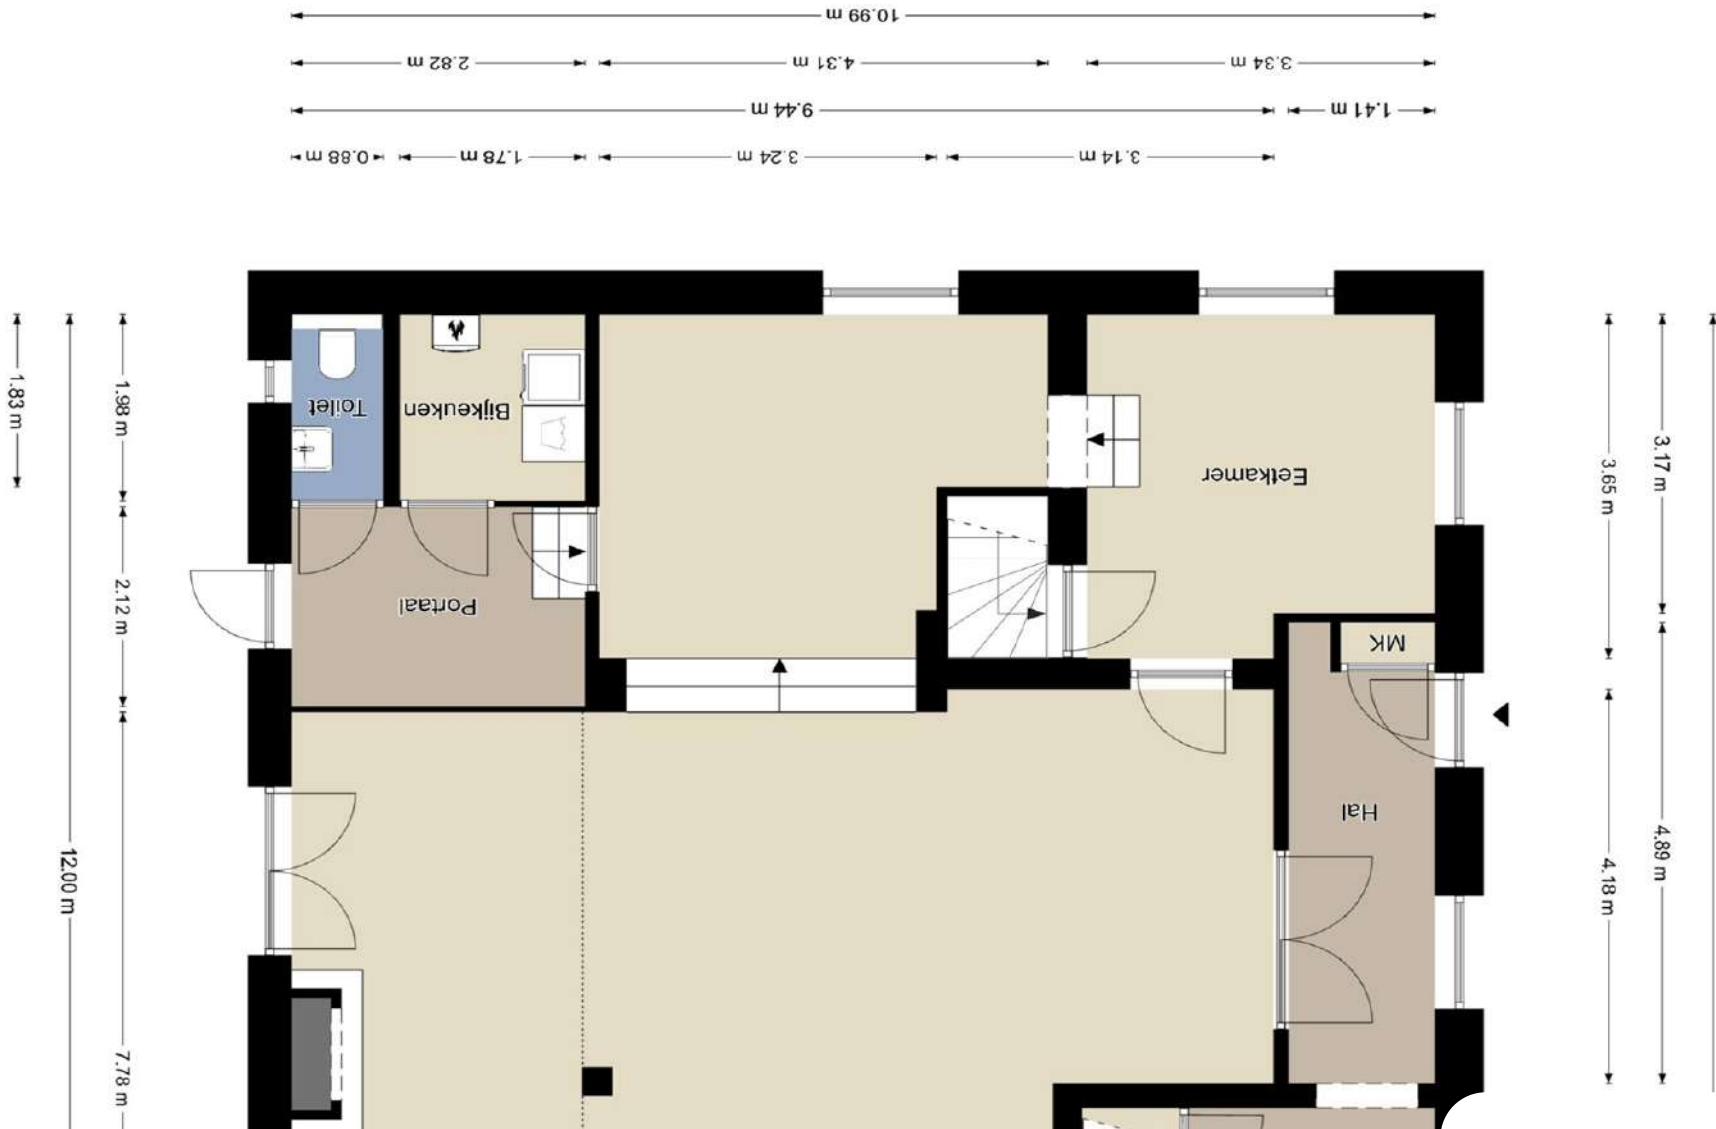 10.99 m
2.82 m
4.31 m
3.34 m
9.44 m
1.41 m
0.88 m
1.78 m
3.24 m
3.14 m
1.83 m
12.00 m
1.98 m
2.12 m
7.78 m
Toilet
Bijkeuken
Portaal
Eetkamer
MK
Hal
3.65 m
4.18 m
3.17 m
4.89 m